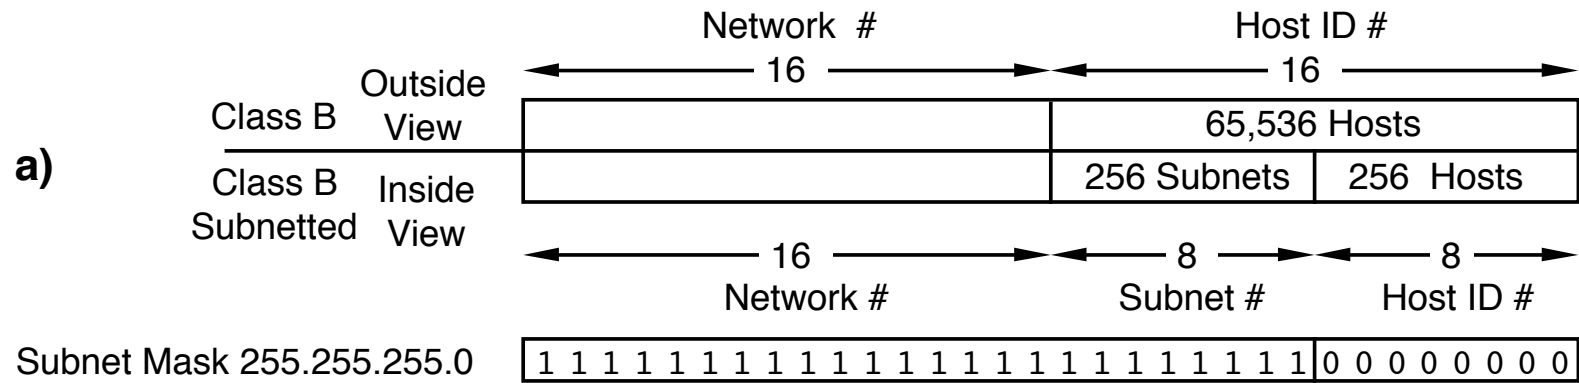 Network # Host ID #
16 16
Class B Outside View 65,536 Hosts
a)
Class B Subnetted Inside View 256 Subnets 256 Hosts
16 8 8
Network # Subnet # Host ID #
Subnet Mask 255.255.255.0 1 1 1 1 1 1 1 1 1 1 1 1 1 1 1 1 1 1 1 1 1 1 1 1 0 0 0 0 0 0 0 0